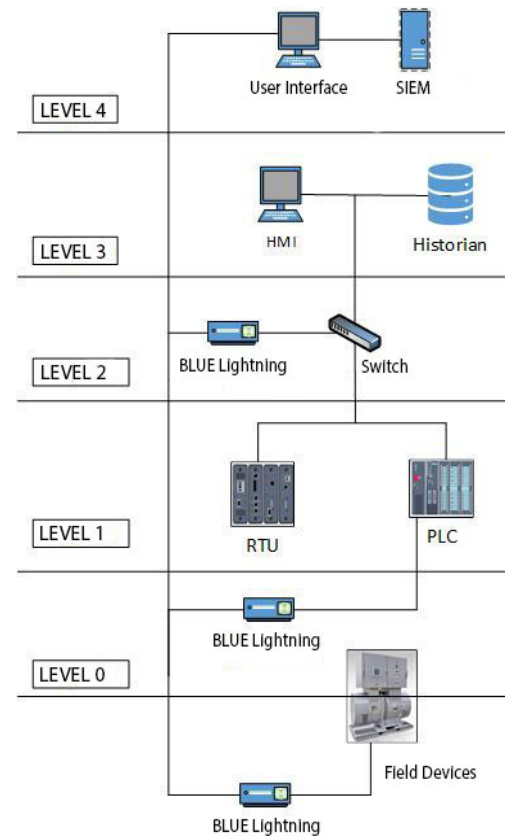 User Interface
SIEM
LEVEL 4
HMI
Historian
LEVEL 3
BLUE Lightning
Switch
LEVEL 2
RTU
PLC
LEVEL 1
BLUE Lightning
LEVEL 0
Field Devices
BLUE Lightning